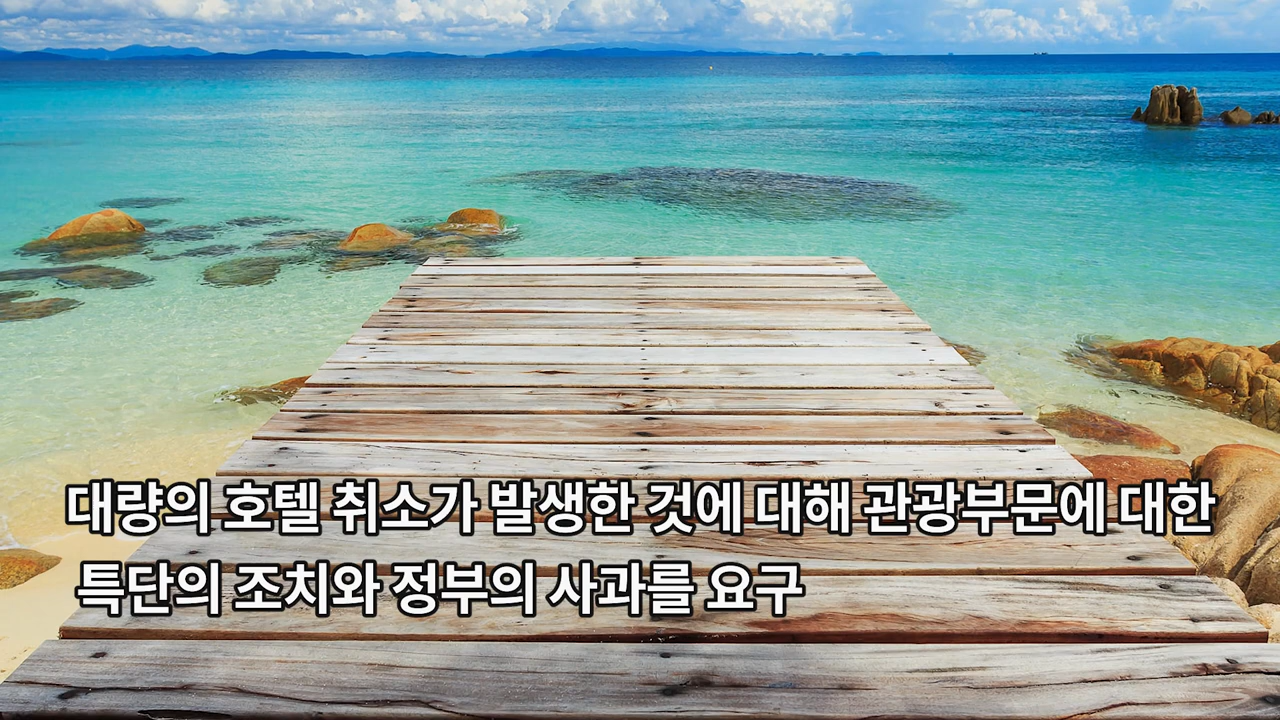 대량의 호텔 취소가 발생한 것에 대해 관광부문에 대한
특단의 조치와 정부의 사과를 요구